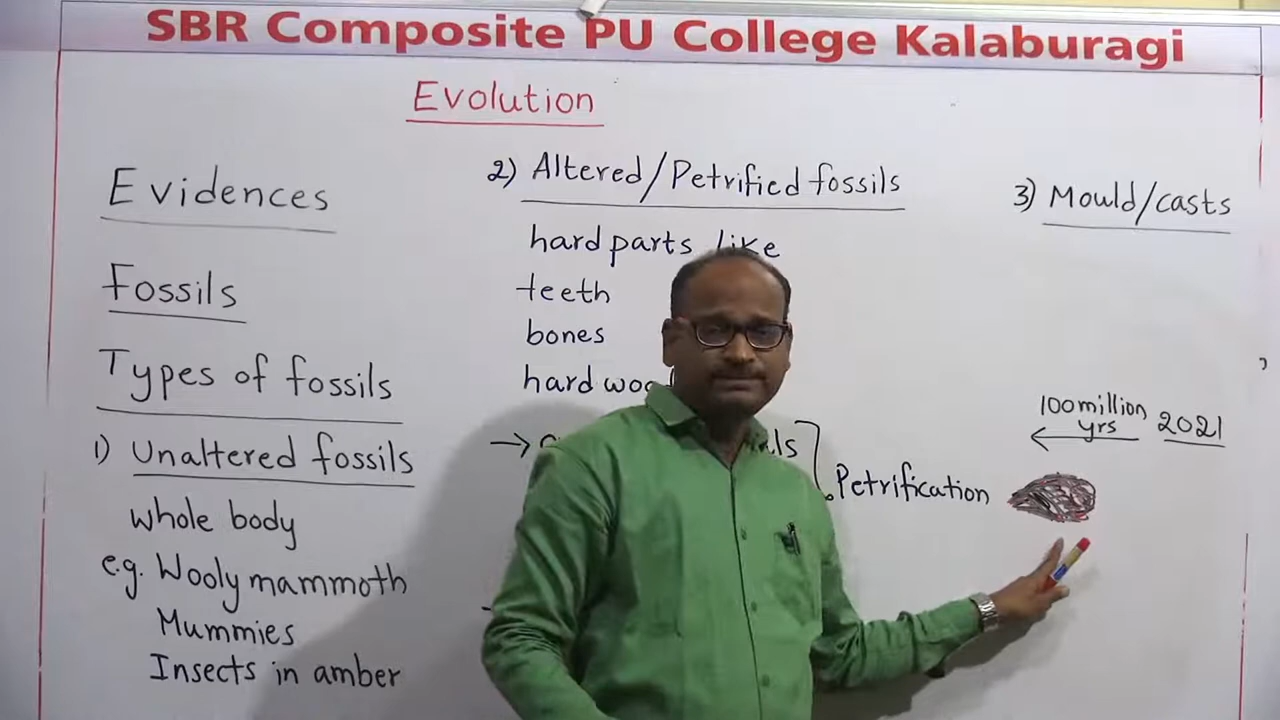 SBR Composite PU College Kalaburagi
Evolution
Evidences
Fossils
Types of fossils
1) Unaltered fossils
whole body
e.g. Wooly mammoth
Mummies
Insects in amber
2) Altered/Petrified fossils
hard parts like
teeth
bones
hard
Petrification
3) Mould/casts
100 million
yrs
2021